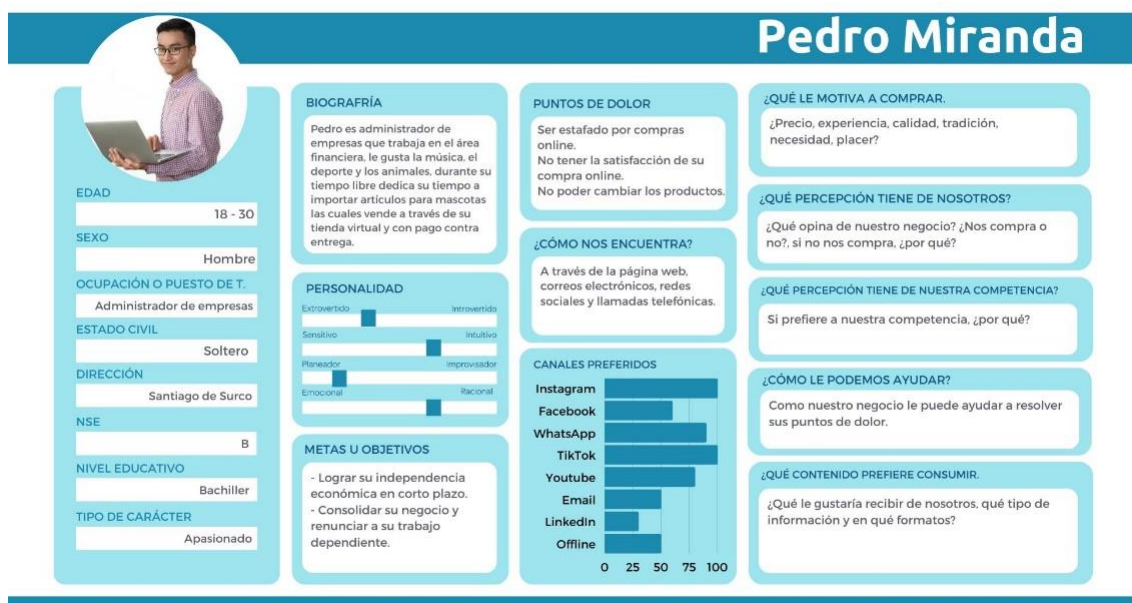 Pedro Miranda
EDAD
18 - 30
SEXO
Hombre
OCUPACIÓN O PUESTO DE T.
Administrador de empresas
ESTADO CIVIL
Soltero
DIRECCIÓN
Santiago de Surco
NSE
B
NIVEL EDUCATIVO
Bachiller
TIPO DE CARÁCTER
Apasionado
BIOGRAFRÍA
Pedro es administrador de
empresas que trabaja en el área
financiera, le gusta la música, el
deporte y los animales, durante su
tiempo libre dedica su tiempo a
importar artículos para mascotas
las cuales vende a través de su
tienda virtual y con pago contra
entrega.
PERSONALIDAD
Extrovertido Introvertido
Sensitivo Intuitivo
Planeador Improvisador
Emocional Racional
METAS U OBJETIVOS
- Lograr su independencia
económica en corto plazo.
- Consolidar su negocio y
renunciar a su trabajo
dependiente.
PUNTOS DE DOLOR
Ser estafado por compras
online.
No tener la satisfacción de su
compra online.
No poder cambiar los productos.
¿CÓMO NOS ENCUENTRA?
A través de la página web,
correos electrónicos, redes
sociales y llamadas telefónicas.
CANALES PREFERIDOS
Instagram
Facebook
WhatsApp
TikTok
Youtube
Email
LinkedIn
Offline
0 25 50 75 100
¿QUÉ LE MOTIVA A COMPRAR.
¿Precio, experiencia, calidad, tradición,
necesidad, placer?
¿QUÉ PERCEPCIÓN TIENE DE NOSOTROS?
¿Qué opina de nuestro negocio? ¿Nos compra o
no?, si no nos compra, ¿por qué?
¿QUÉ PERCEPCIÓN TIENE DE NUESTRA COMPETENCIA?
Si prefiere a nuestra competencia, ¿por qué?
¿CÓMO LE PODEMOS AYUDAR?
Como nuestro negocio le puede ayudar a resolver
sus puntos de dolor.
¿QUÉ CONTENIDO PREFIERE CONSUMIR.
¿Qué le gustaría recibir de nosotros, qué tipo de
información y en qué formatos?